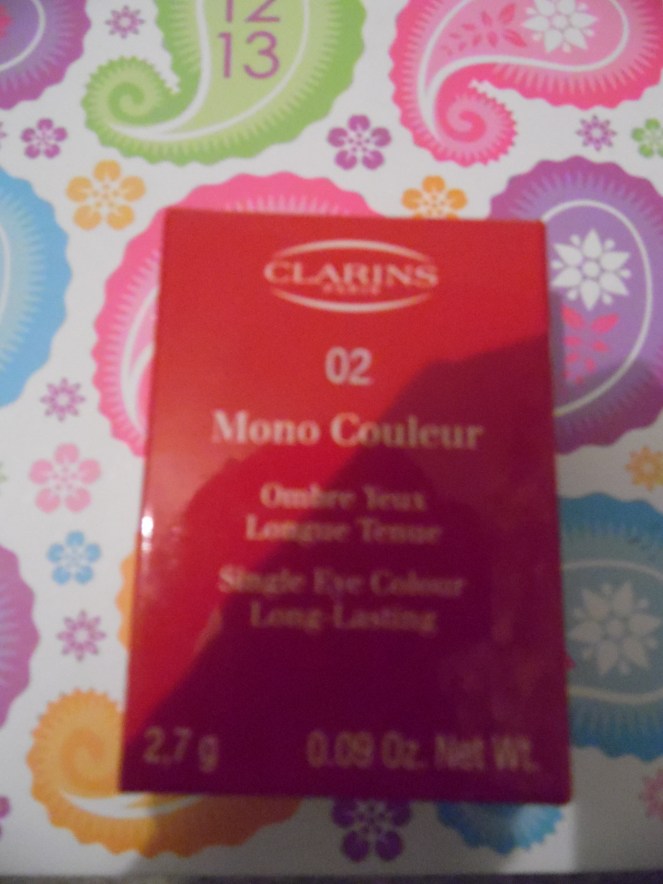 12
13
CLARINS
PARIS
02
Mono Couleur
Ombre Yeux
Longue Tenue
Single Eye Colour
Long-Lasting
2,7 g 0.09 Oz. Net Wt.